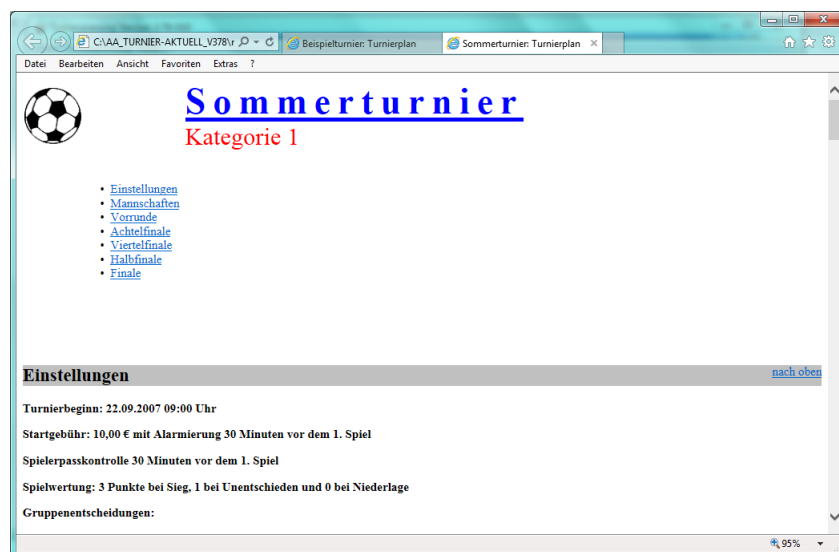 C:\AA_TURNIER-AKTUELL_V378\r
Beispielturnier: Turnierplan
Sommerturnier: Turnierplan
Datei Bearbeiten Ansicht Favoriten Extras ?
Sommerturnier
Kategorie 1
• Einstellungen
• Mannschaften
• Vorrunde
• Achtelfinale
• Viertelfinale
• Halbfinale
• Finale
Einstellungen nach oben
Turnierbeginn: 22.09.2007 09:00 Uhr
Startgebühr: 10,00 € mit Alarmierung 30 Minuten vor dem 1. Spiel
Spielerpasskontrolle 30 Minuten vor dem 1. Spiel
Spielwertung: 3 Punkte bei Sieg, 1 bei Unentschieden und 0 bei Niederlage
Gruppenentscheidungen:
95%